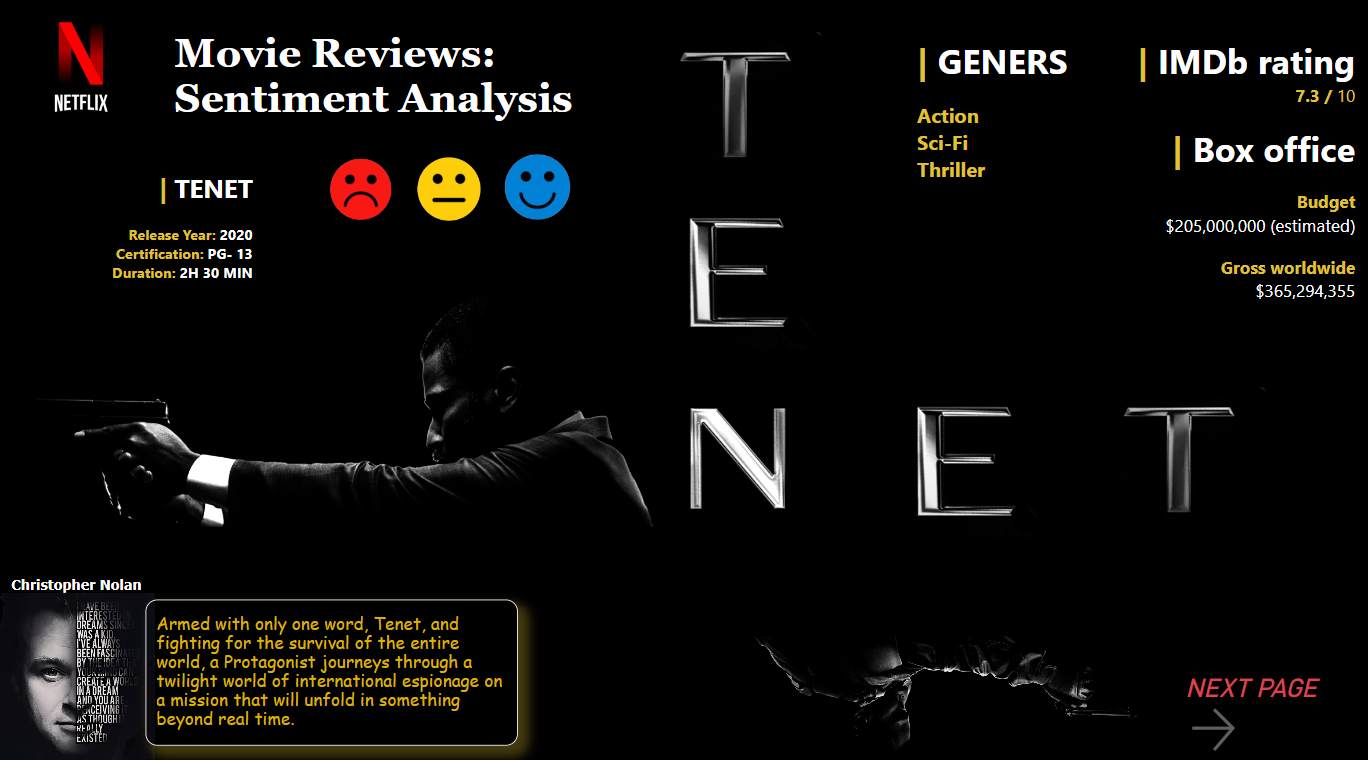 NETFLIX
Movie Reviews:
Sentiment Analysis
| TENET
Release Year: 2020
Certification: PG- 13
Duration: 2H 30 MIN
T
E
N E T
| GENERS
Action
Sci-Fi
Thriller
| IMDb rating
7.3 / 10
| Box office
Budget
$205,000,000 (estimated)
Gross worldwide
$365,294,355
Christopher Nolan
I HAVE BEEN
INTERESTED IN
DREAMS SINCE
WAS A KID.
I'VE ALWAYS
BEEN FASCINATED
BY THE IDEA THAT
YOUR MIND CAN
CREATE A WORLD
IN A DREAM
AND YOU ARE
PERCEIVING IT
AS THOUGH IT
REALLY
EXISTED
Armed with only one word, Tenet, and
fighting for the survival of the entire
world, a Protagonist journeys through a
twilight world of international espionage on
a mission that will unfold in something
beyond real time.
NEXT PAGE